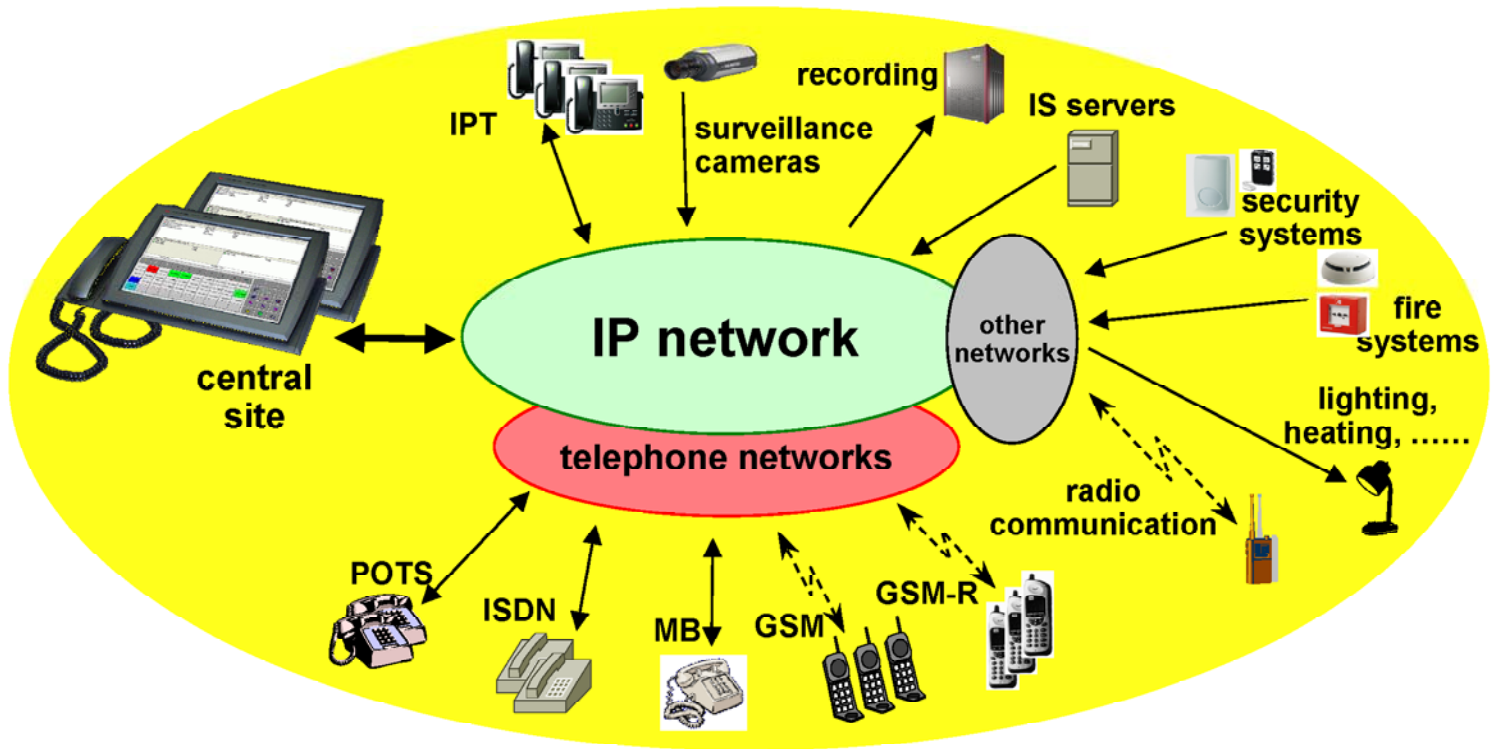 recording
IS servers
IPT
surveillance
cameras
security
systems
fire
systems
IP network
other
networks
central
site
lighting,
heating, ......
telephone networks
radio
communication
POTS
ISDN
MB
GSM
GSM-R